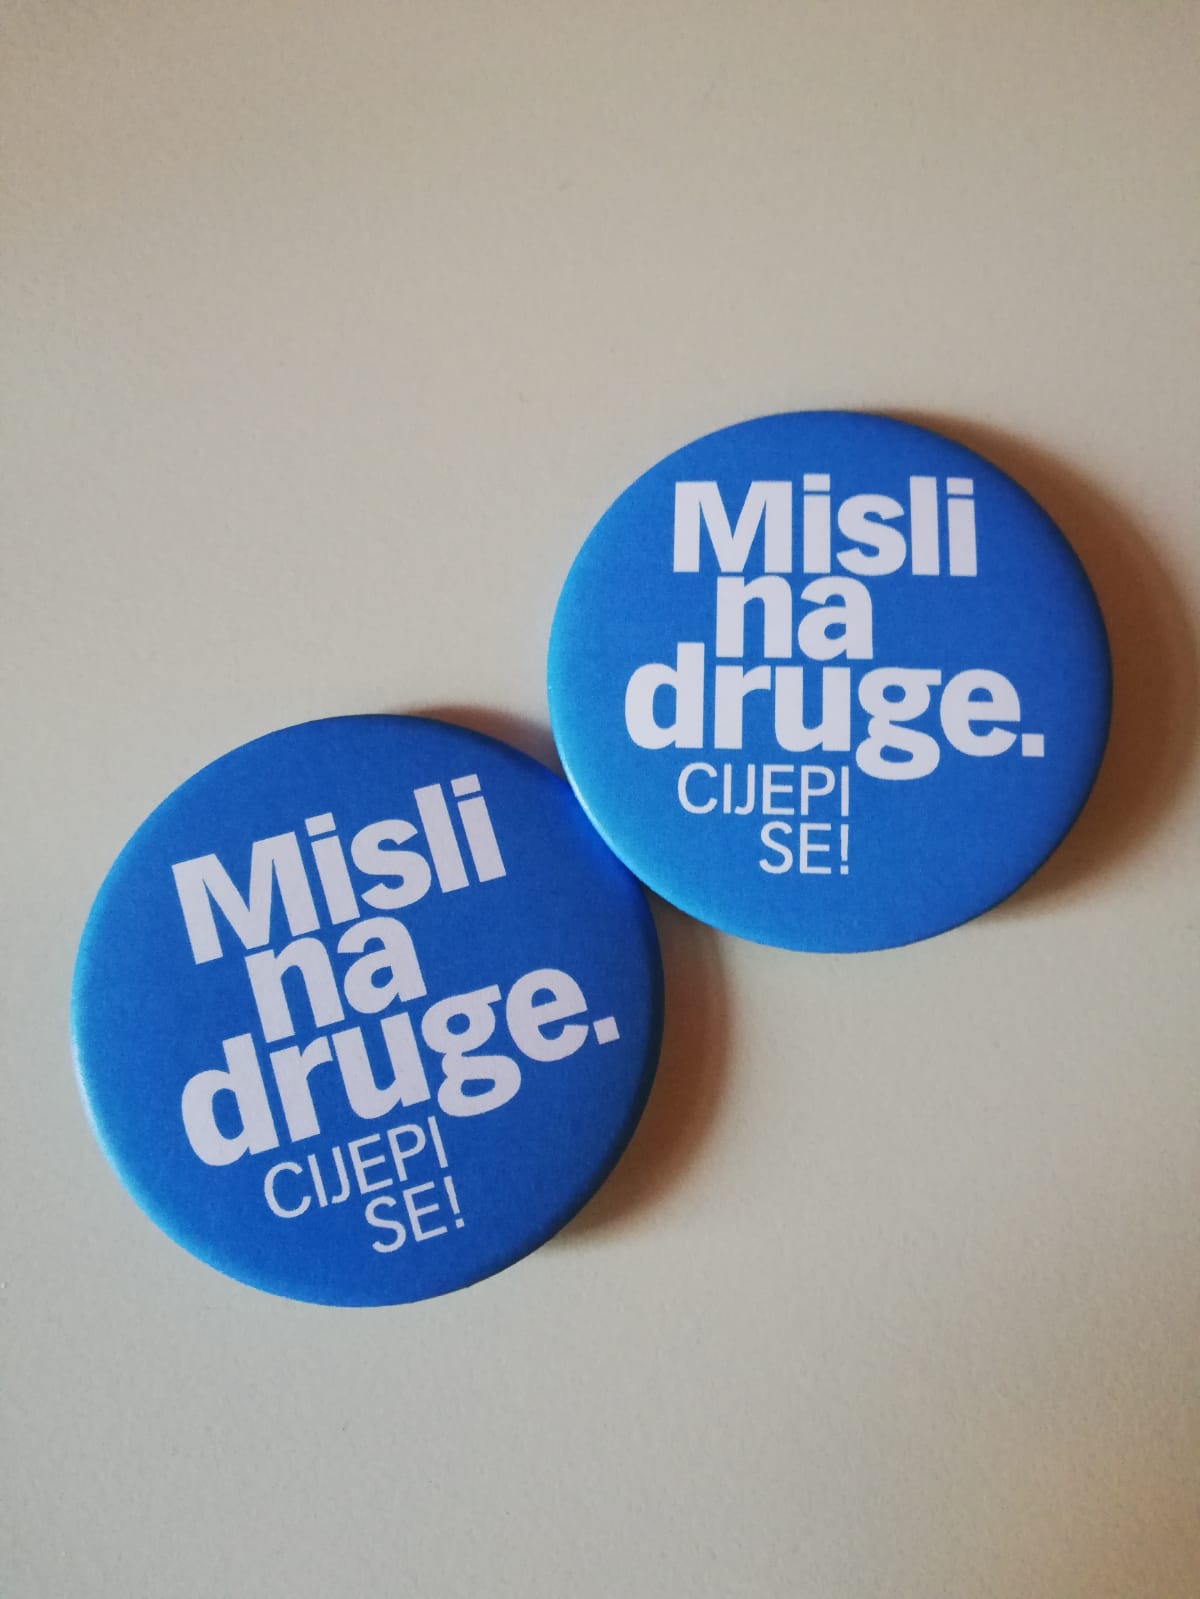 Misli
na
druge.
CIJEPI
SE!
Misli
na
druge.
CIJEPI
SE!